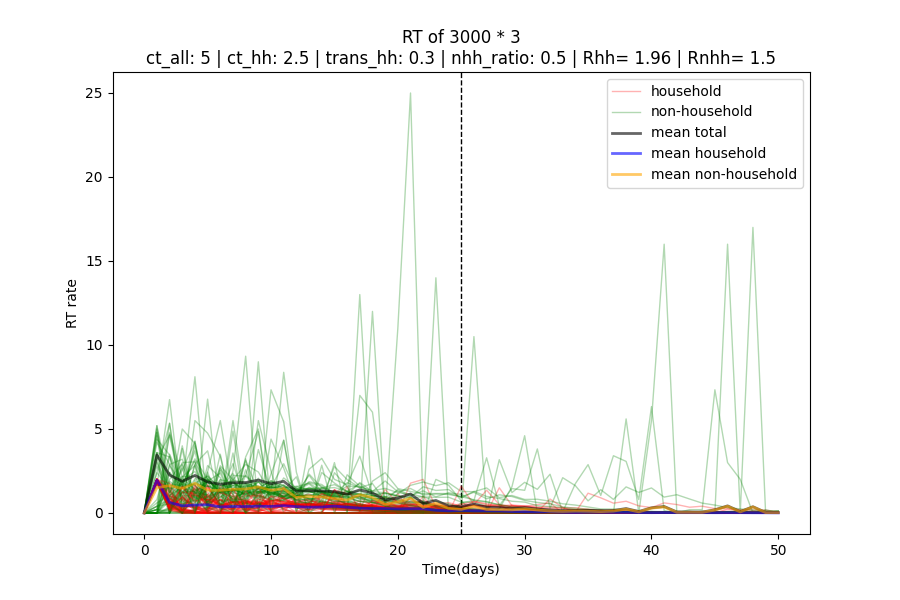 RT of 3000 * 3
ct_all: 5 | ct_hh: 2.5 | trans_hh: 0.3 | nhh_ratio: 0.5 | Rhh= 1.96 | Rnhh= 1.5
household
non-household
mean total
mean household
mean non-household
RT rate
25
20
15
10
5
0
0 10 20 30 40 50
Time(days)